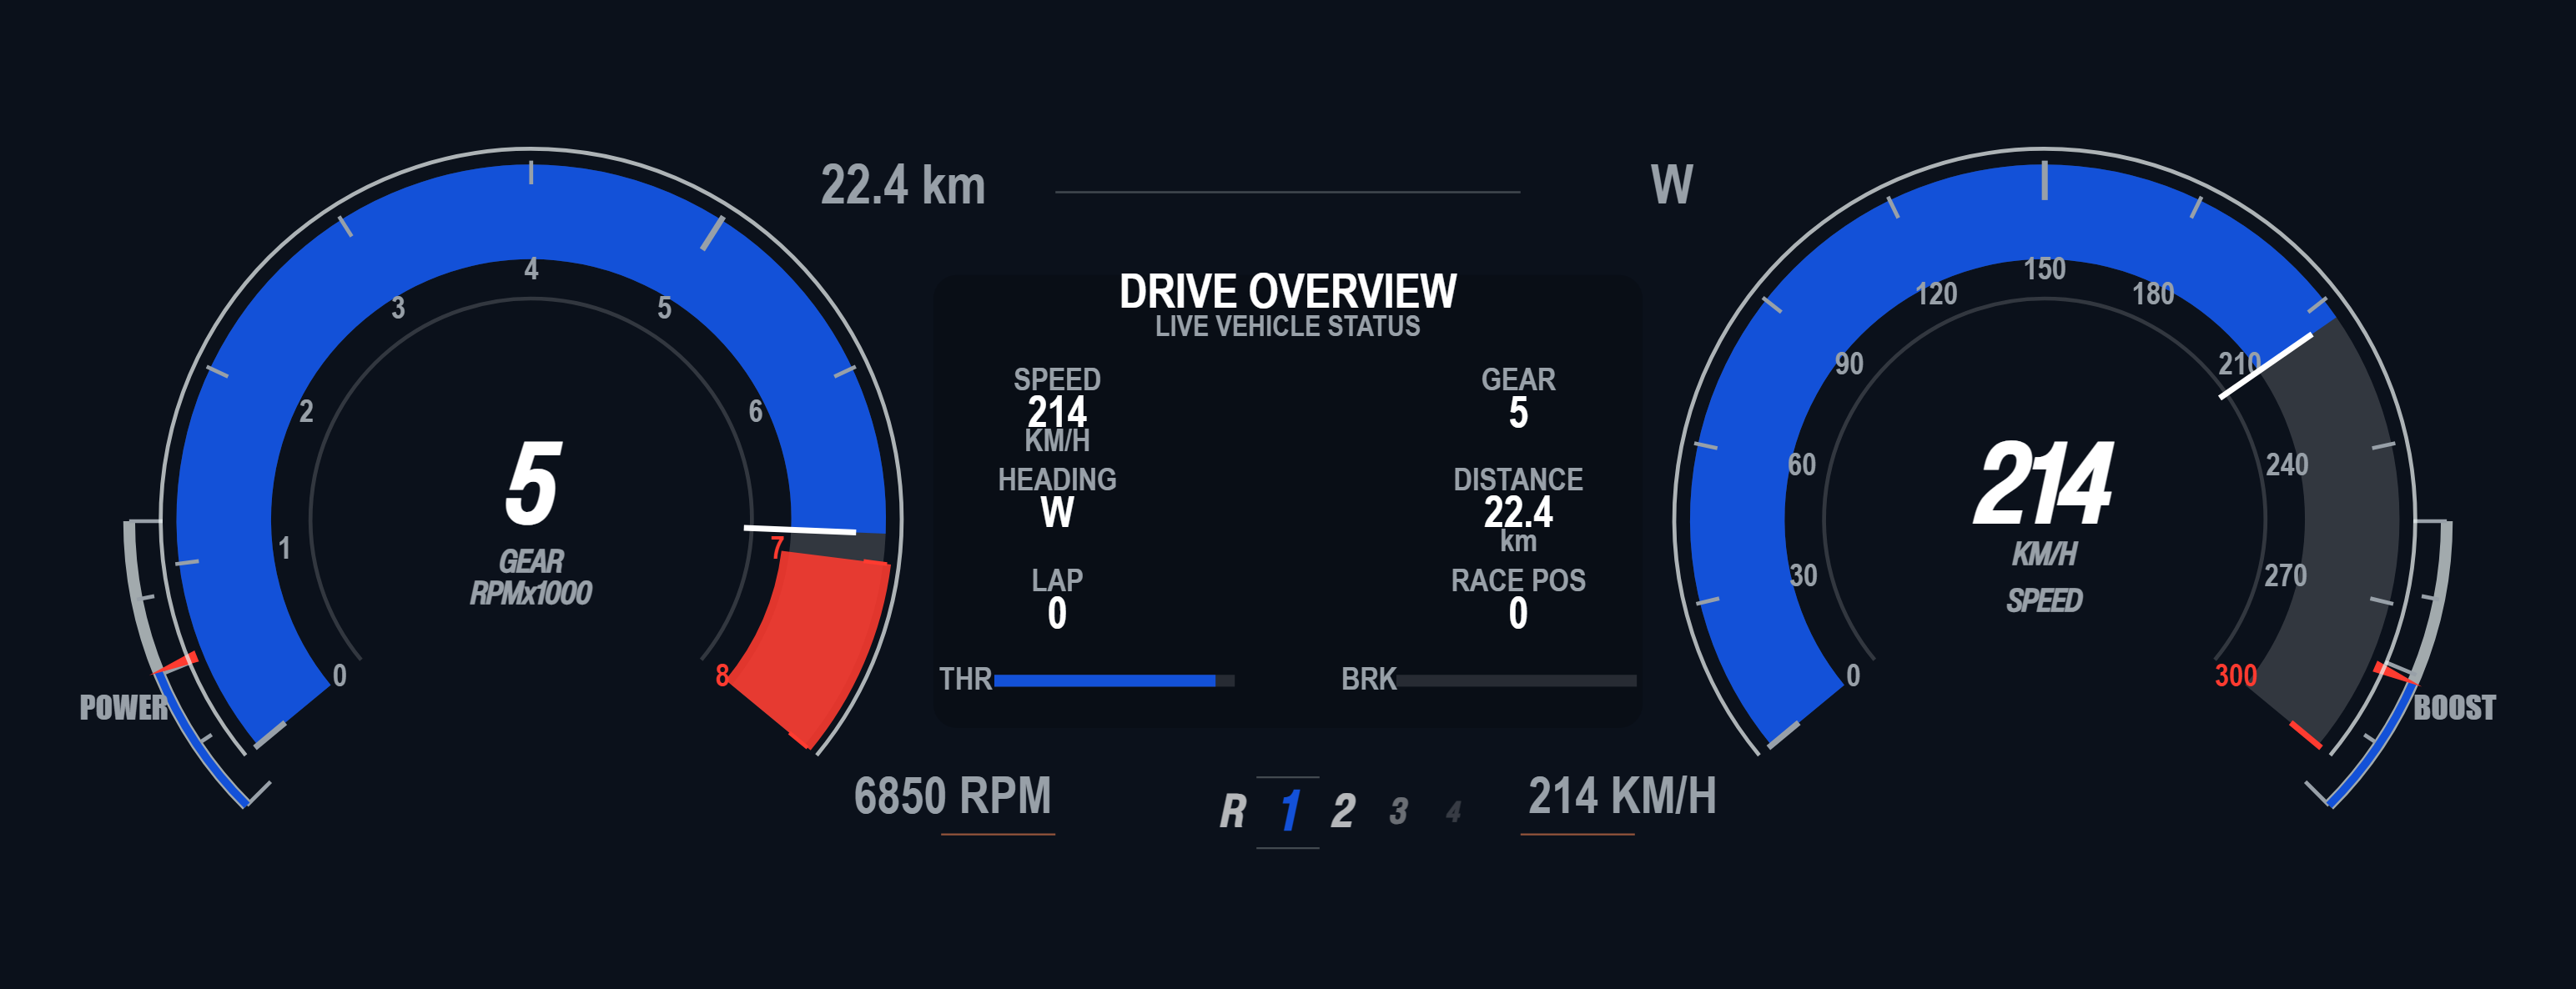 22.4 km
W
4
3
5
2
6
1
7
0
8
5
GEAR
RPMx1000
POWER
DRIVE OVERVIEW
LIVE VEHICLE STATUS
SPEED
214
KM/H
GEAR
5
HEADING
W
DISTANCE
22.4
km
LAP
0
RACE POS
0
THR
BRK
6850 RPM
R 1 2 3 4
214 KM/H
150
120
180
90
210
60
240
30
270
0
300
214
KM/H
SPEED
BOOST